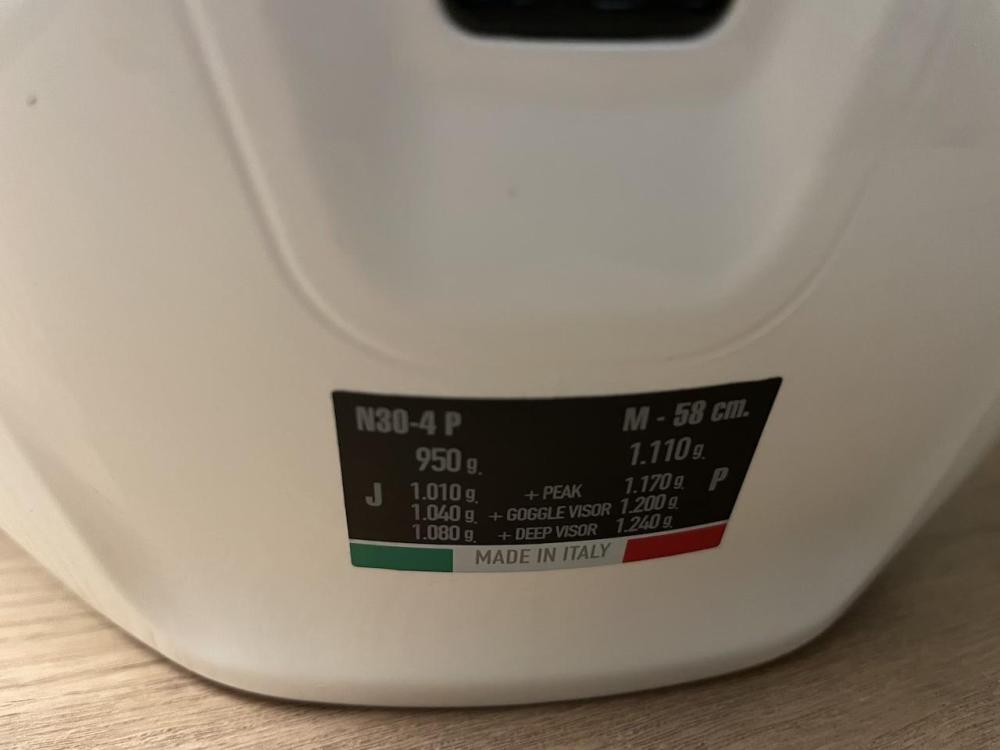 N30-4 P M - 58 cm.
950 g. 1.110 g.
J P
1.010 g. + PEAK 1.170 g.
1.040 g. + GOGGLE VISOR 1.200 g.
1.080 g. + DEEP VISOR 1.240 g.
MADE IN ITALY